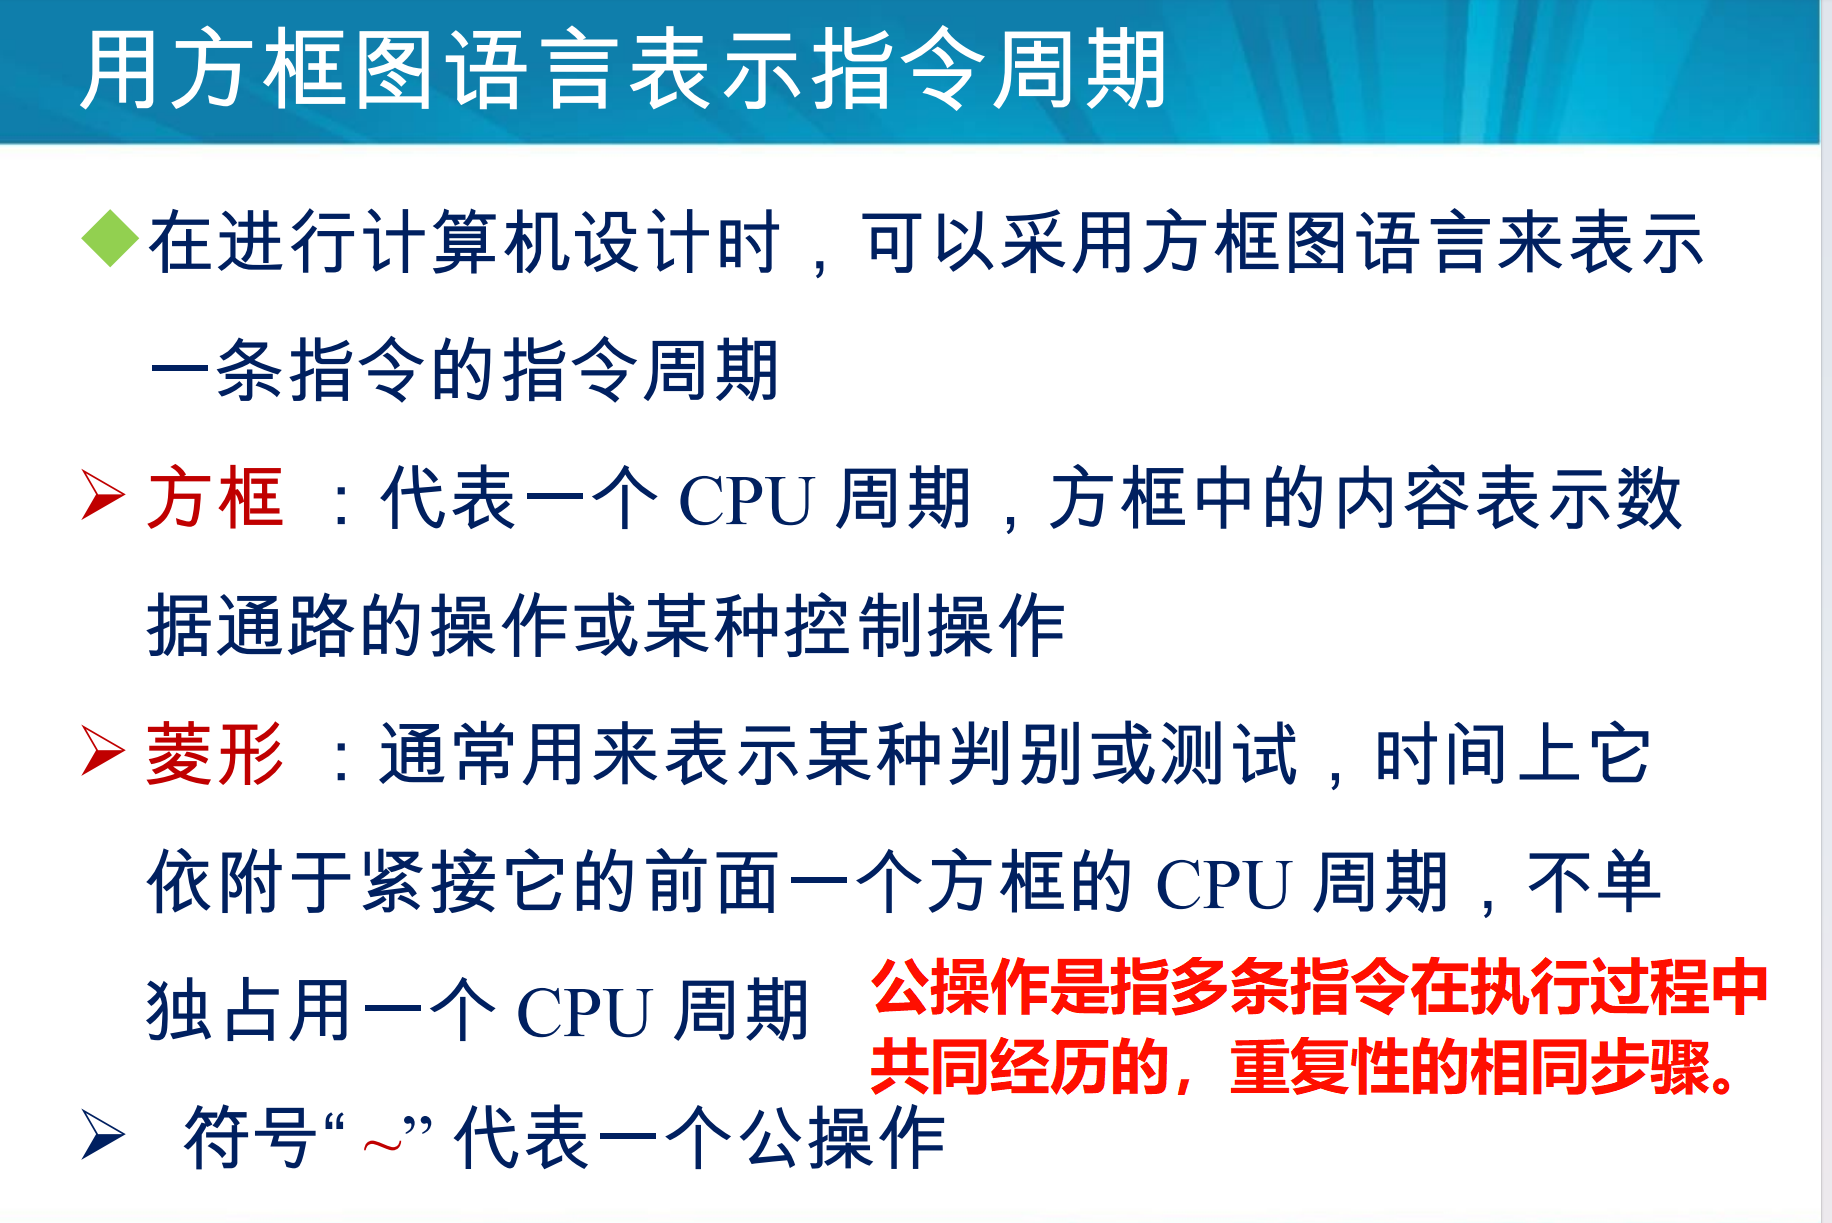 用方框图语言表示指令周期
在进行计算机设计时，可以采用方框图语言来表示
一条指令的指令周期
方框 ：代表一个 CPU 周期，方框中的内容表示数
据通路的操作或某种控制操作
菱形 ：通常用来表示某种判别或测试，时间上它
依附于紧接它的前面一个方框的 CPU 周期，不单
独占用一个 CPU 周期
公操作是指多条指令在执行过程中
共同经历的，重复性的相同步骤。
符号“ ~” 代表一个公操作